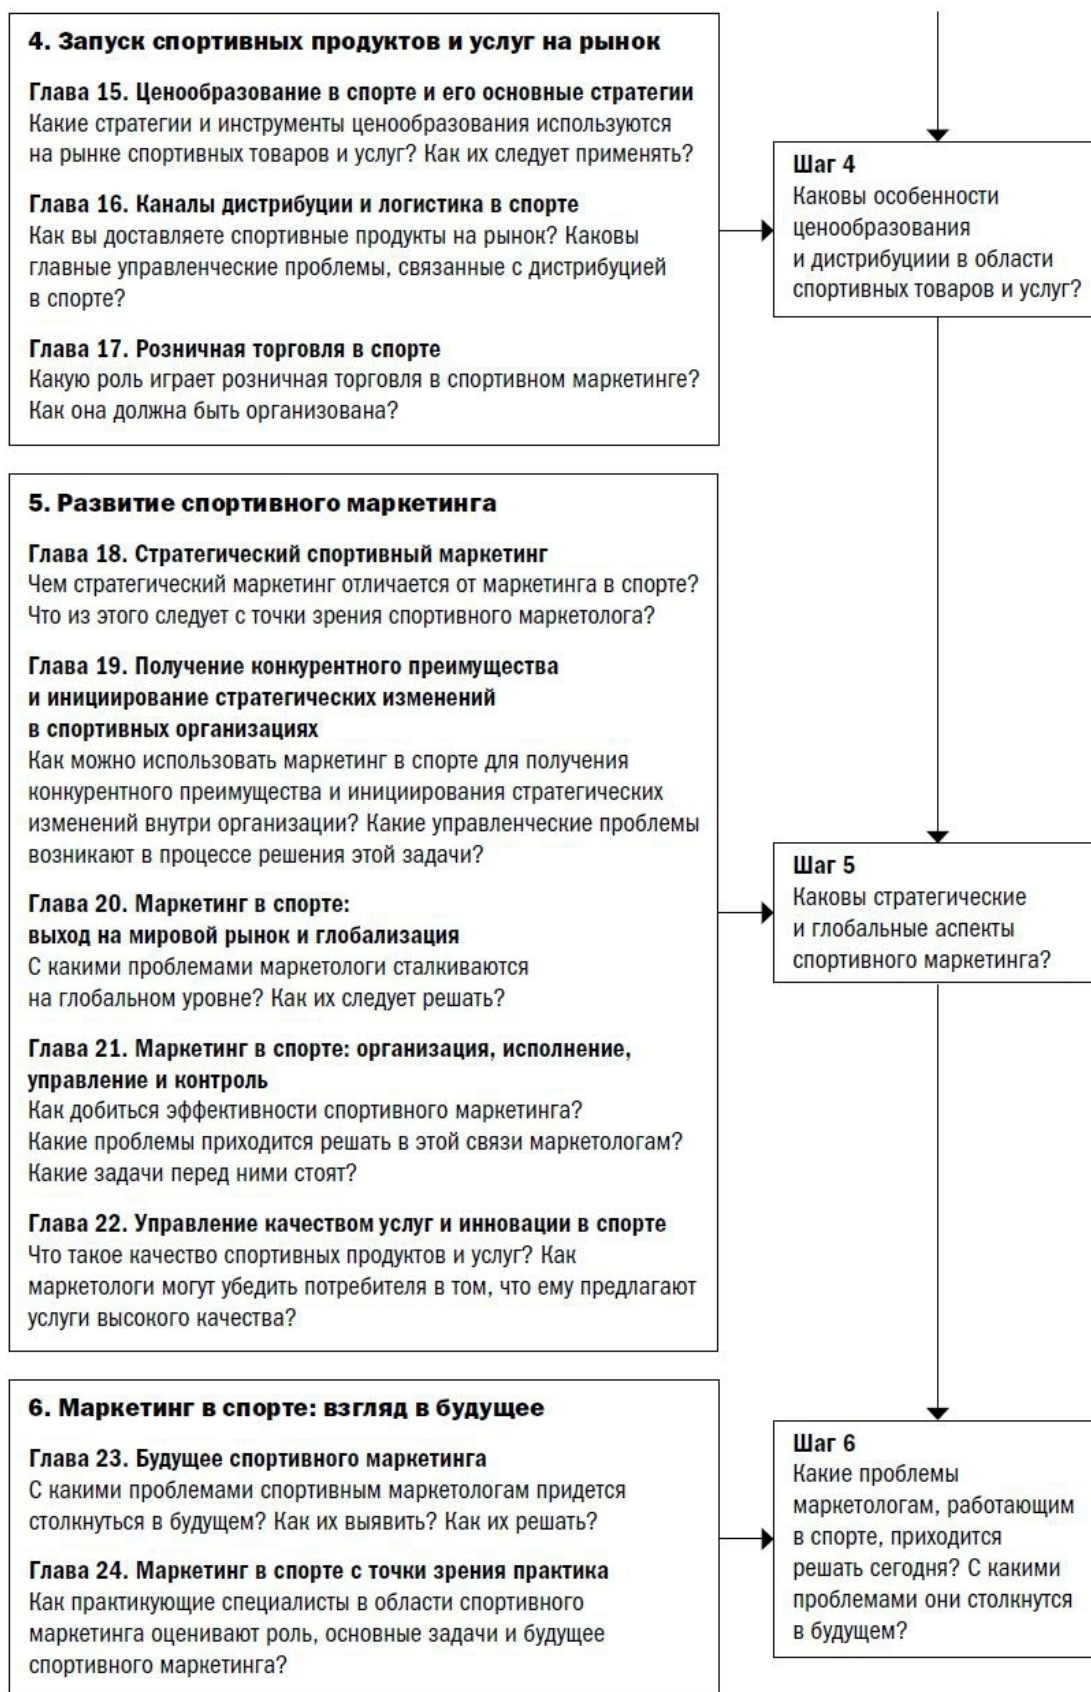 4. Запуск спортивных продуктов и услуг на рынок
Глава 15. Ценообразование в спорте и его основные стратегии
Какие стратегии и инструменты ценообразования используются
на рынке спортивных товаров и услуг? Как их следует применять?
Глава 16. Каналы дистрибуции и логистика в спорте
Как вы доставляете спортивные продукты на рынок? Каковы
главные управленческие проблемы, связанные с дистрибуцией
в спорте?
Глава 17. Розничная торговля в спорте
Какую роль играет розничная торговля в спортивном маркетинге?
Как она должна быть организована?
Шаг 4
Каковы особенности
ценообразования
и дистрибуциии в области
спортивных товаров и услуг?
5. Развитие спортивного маркетинга
Глава 18. Стратегический спортивный маркетинг
Чем стратегический маркетинг отличается от маркетинга в спорте?
Что из этого следует с точки зрения спортивного маркетолога?
Глава 19. Получение конкурентного преимущества
и инициирование стратегических изменений
в спортивных организациях
Как можно использовать маркетинг в спорте для получения
конкурентного преимущества и инициирования стратегических
изменений внутри организации? Какие управленческие проблемы
возникают в процессе решения этой задачи?
Глава 20. Маркетинг в спорте:
выход на мировой рынок и глобализация
С какими проблемами маркетологи сталкиваются
на глобальном уровне? Как их следует решать?
Глава 21. Маркетинг в спорте: организация, исполнение,
управление и контроль
Как добиться эффективности спортивного маркетинга?
Какие проблемы приходится решать в этой связи маркетологам?
Какие задачи перед ними стоят?
Глава 22. Управление качеством услуг и инновации в спорте
Что такое качество спортивных продуктов и услуг? Как
маркетологи могут убедить потребителя в том, что ему предлагают
услуги высокого качества?
Шаг 5
Каковы стратегические
и глобальные аспекты
спортивного маркетинга?
6. Маркетинг в спорте: взгляд в будущее
Глава 23. Будущее спортивного маркетинга
С какими проблемами спортивным маркетологам придется
столкнуться в будущем? Как их выявить? Как их решать?
Глава 24. Маркетинг в спорте с точки зрения практика
Как практикующие специалисты в области спортивного
маркетинга оценивают роль, основные задачи и будущее
спортивного маркетинга?
Шаг 6
Какие проблемы
маркетологам, работающим
в спорте, приходится
решать сегодня? С какими
проблемами они столкнутся
в будущем?